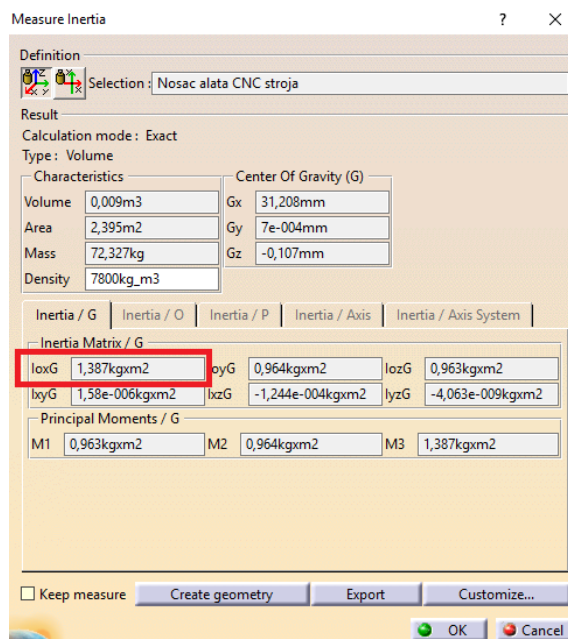 Measure Inertia ? ×
Definition
Selection : Nosac alata CNC stroja
Result
Calculation mode : Exact
Type : Volume
Characteristics Center Of Gravity (G)
Volume 0,009m3 Gx 31,208mm
Area 2,395m2 Gy 7e-004mm
Mass 72,327kg Gz -0,107mm
Density 7800kg_m3
Inertia / G Inertia / O Inertia / P Inertia / Axis Inertia / Axis System
Inertia Matrix / G
IoxG 1,387kgxm2 IoyG 0,964kgxm2 IozG 0,963kgxm2
IxyG 1,58e-006kgxm2 IxzG -1,244e-004kgxm2 IyzG -4,063e-009kgxm2
Principal Moments / G
M1 0,963kgxm2 M2 0,964kgxm2 M3 1,387kgxm2
Keep measure Create geometry Export Customize...
OK Cancel